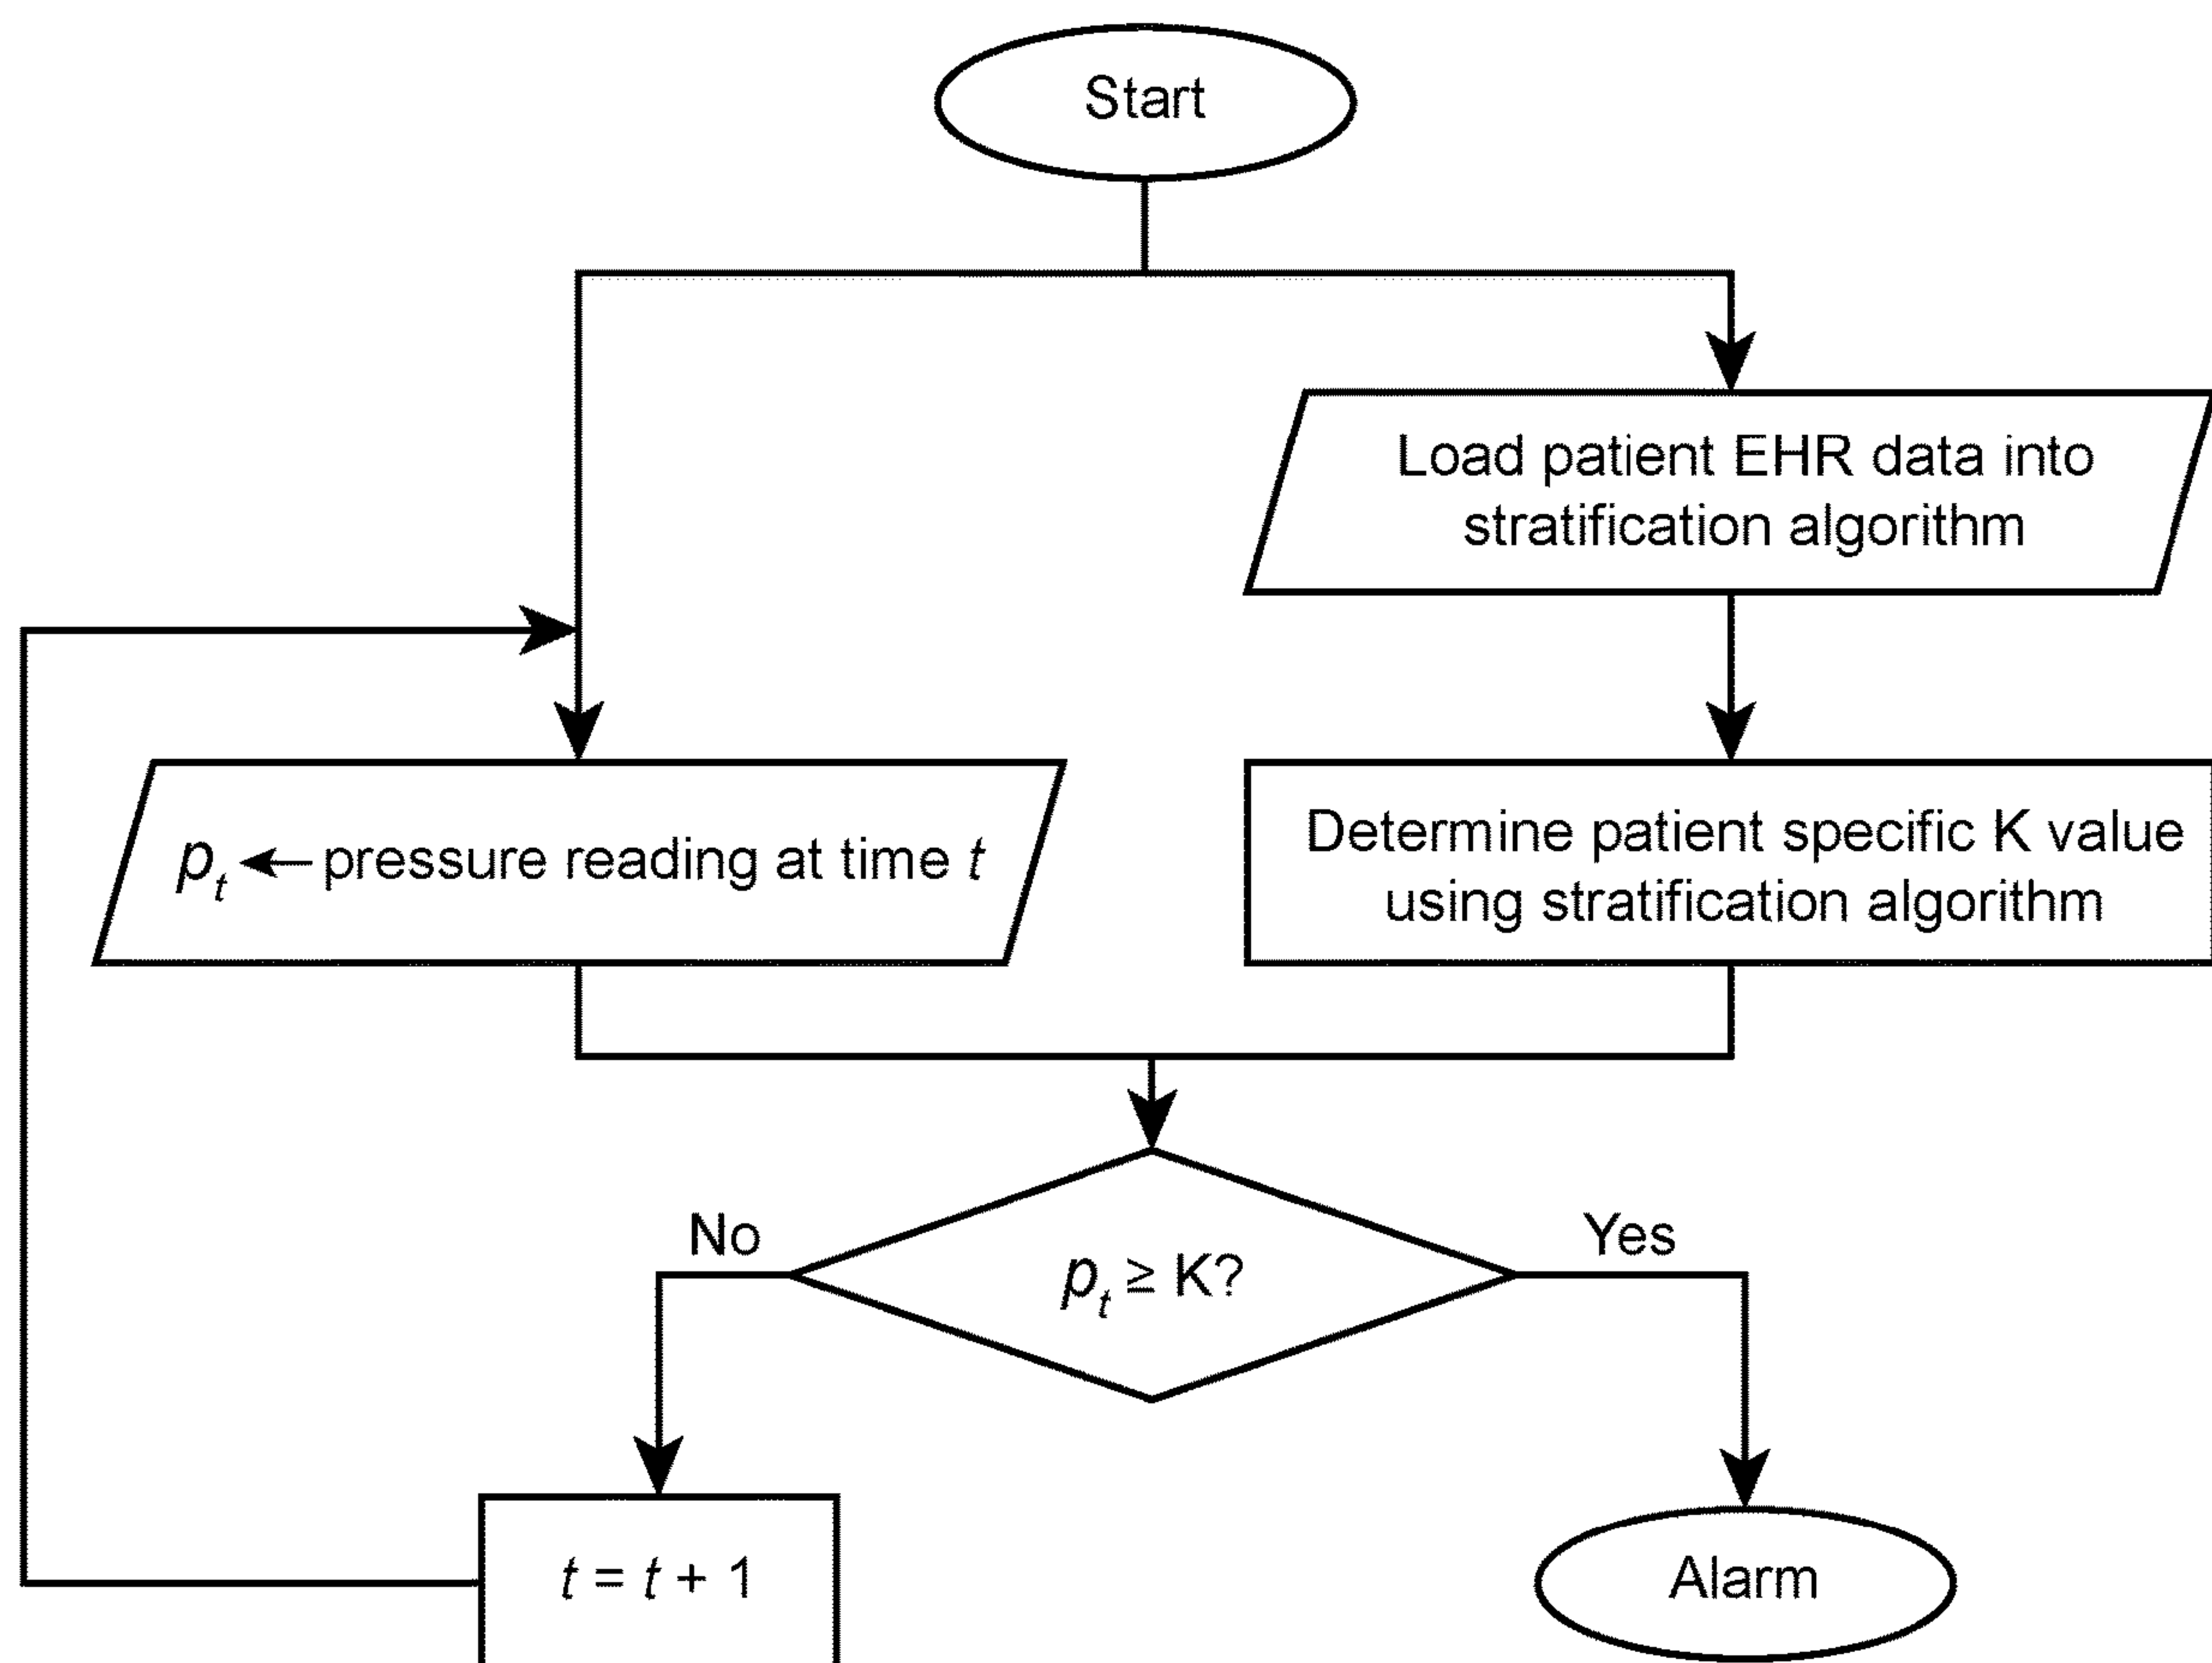 Start
Load patient EHR data into
stratification algorithm
pₜ ← pressure reading at time t
Determine patient specific K value
using stratification algorithm
No
Yes
pₜ ≥ K?
t = t + 1
Alarm